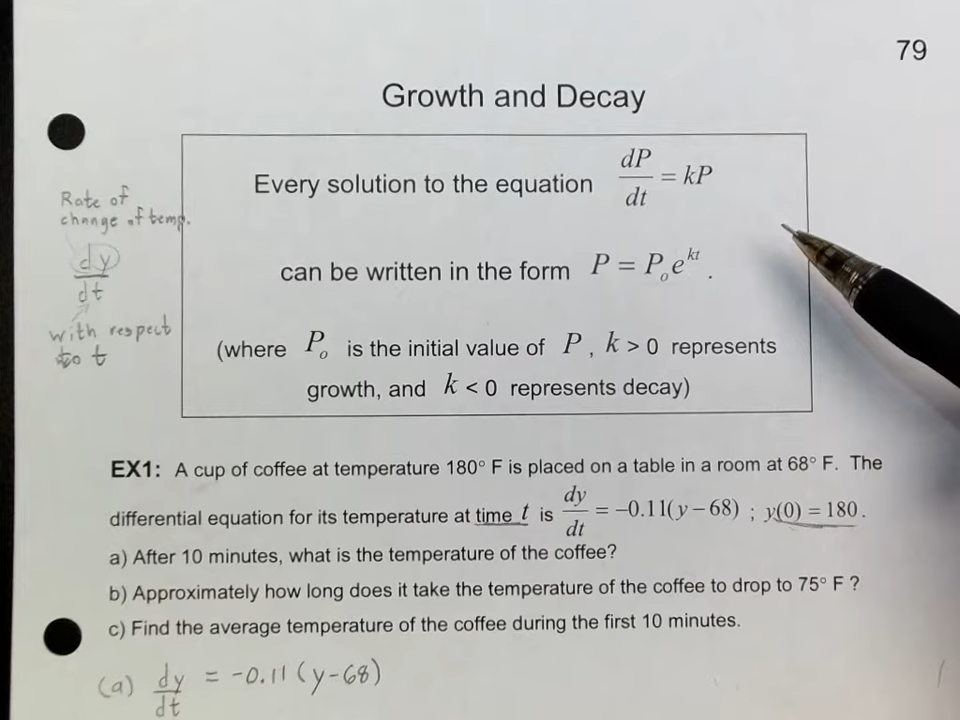 79
Growth and Decay
Every solution to the equation dP/dt = kP
can be written in the form P = P₀e^{kt} .
(where P₀ is the initial value of P , k > 0 represents
growth, and k < 0 represents decay)
Rate of
change of temp.
dy/dt
with respect
to t
EX1: A cup of coffee at temperature 180° F is placed on a table in a room at 68° F. The
differential equation for its temperature at time t is dy/dt = −0.11(y − 68) ; y(0) = 180 .
a) After 10 minutes, what is the temperature of the coffee?
b) Approximately how long does it take the temperature of the coffee to drop to 75° F ?
c) Find the average temperature of the coffee during the first 10 minutes.
(a) dy/dt = -0.11 (y-68)